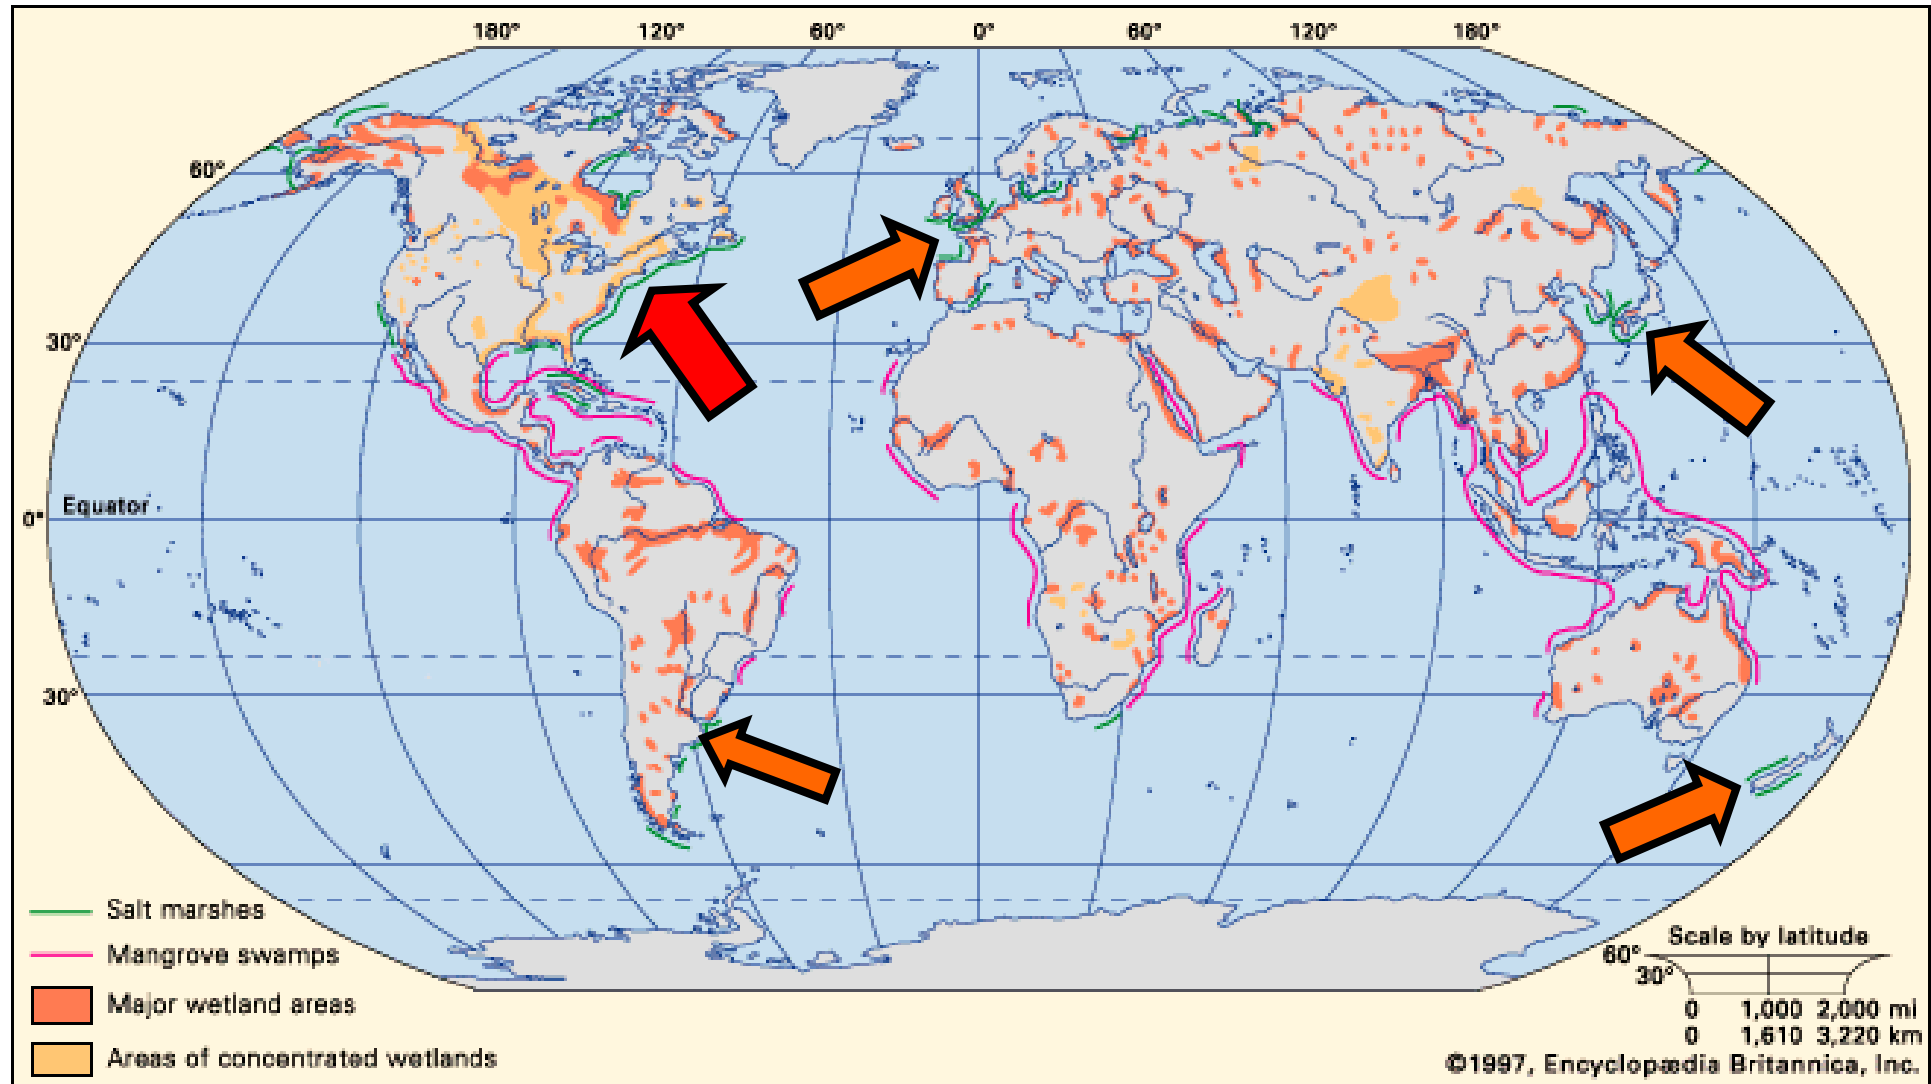 180° 120° 60° 0° 60° 120° 180°
60°
30°
Equator
0°
30°
Salt marshes
Mangrove swamps
Major wetland areas
Areas of concentrated wetlands
Scale by latitude
60°
30°
0 1,000 2,000 mi
0 1,610 3,220 km
©1997, Encyclopædia Britannica, Inc.